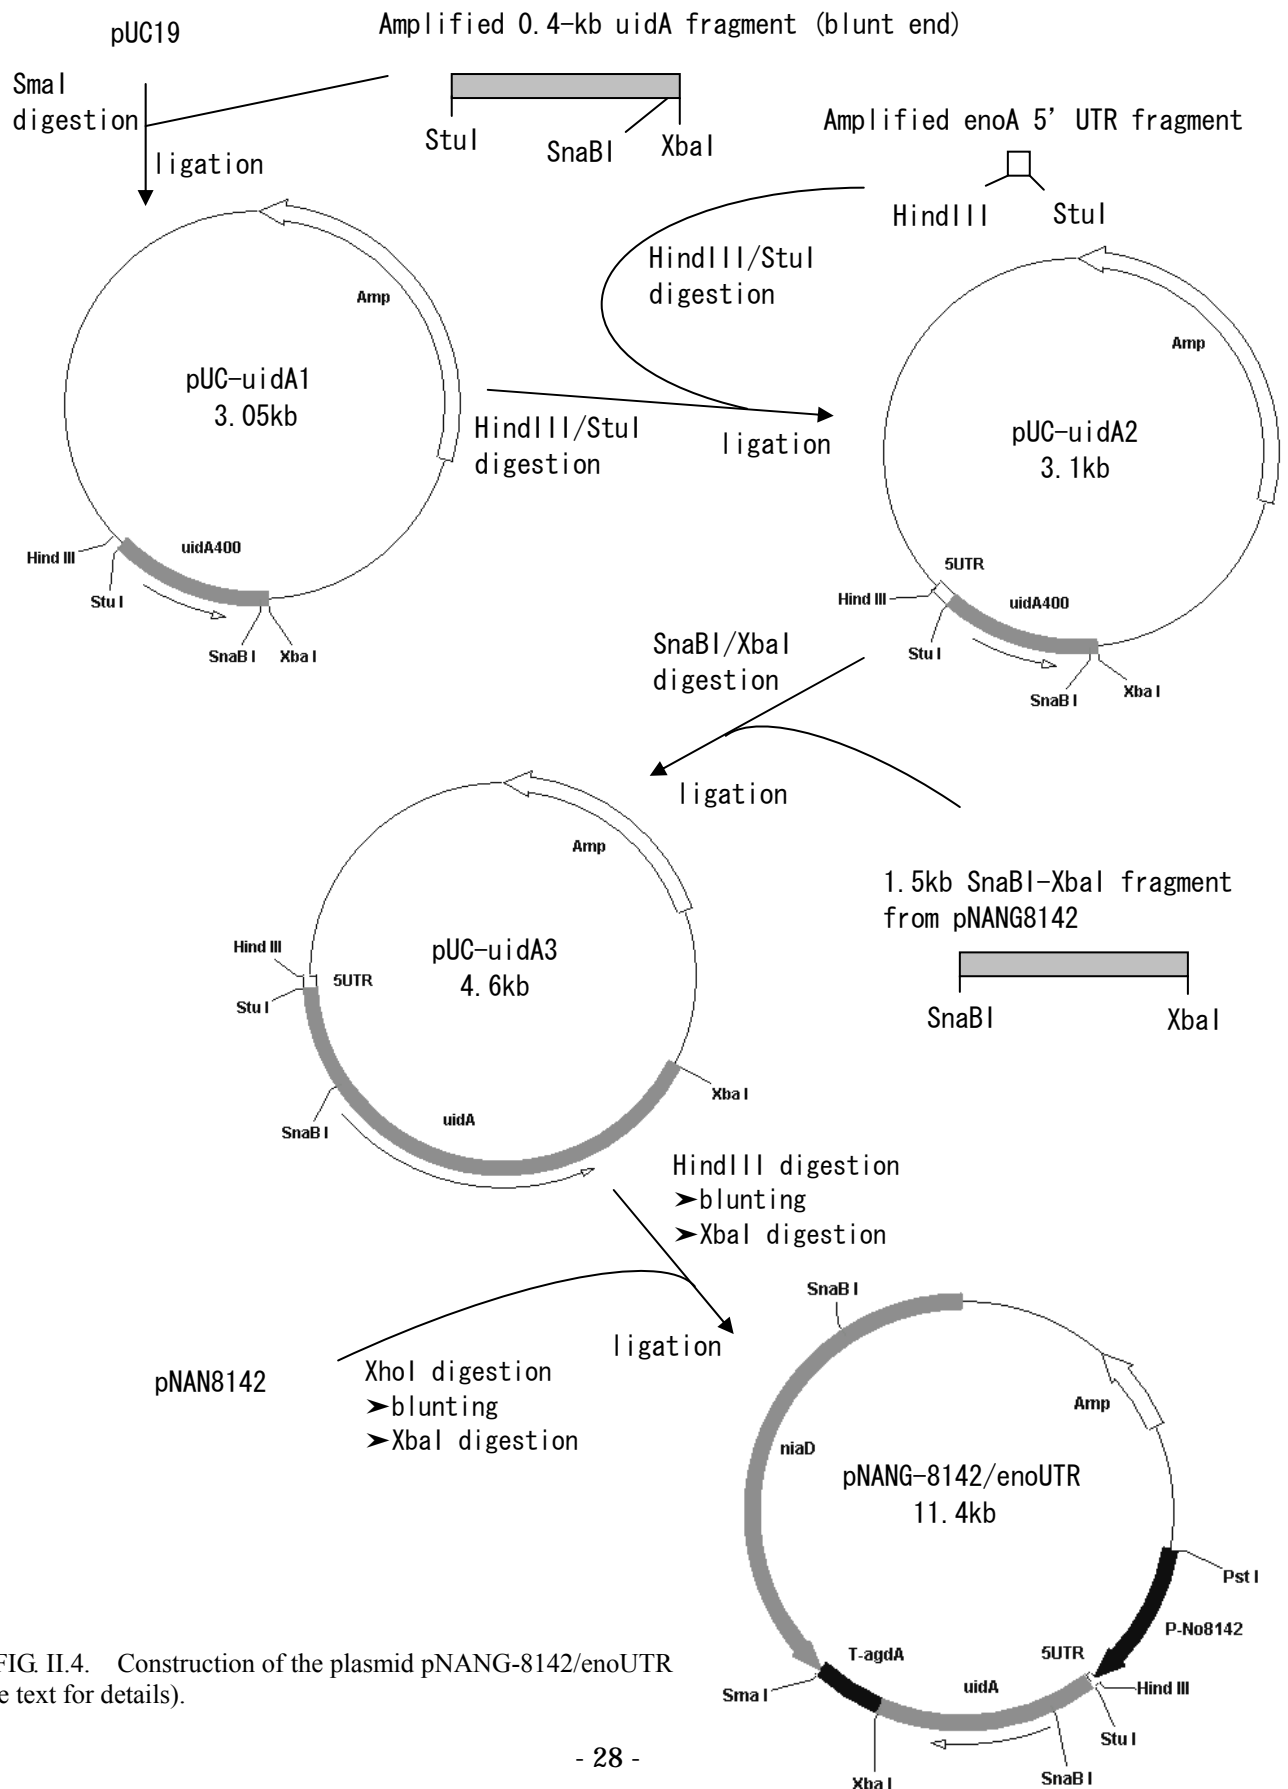 pUC19
Amplified 0.4-kb uidA fragment (blunt end)
SmaI
digestion
ligation
StuI
SnaBI
XbaI
Amplified enoA 5’ UTR fragment
HindIII
StuI
HindIII/StuI
digestion
Amp
pUC-uidA1
3.05kb
Hind III
Stu I
uidA400
SnaB I
Xba I
HindIII/StuI
digestion
ligation
Amp
pUC-uidA2
3.1kb
5UTR
Hind III
Stu I
uidA400
SnaB I
Xba I
SnaBI/XbaI
digestion
ligation
1.5kb SnaBI-XbaI fragment
from pNANG8142
SnaBI
XbaI
Amp
pUC-uidA3
4.6kb
Hind III
5UTR
Stu I
SnaB I
uidA
Xba I
HindIII digestion
➤blunting
➤XbaI digestion
ligation
pNAN8142
XhoI digestion
➤blunting
➤XbaI digestion
SnaB I
Amp
niaD
pNANG-8142/enoUTR
11.4kb
Pst I
P-No8142
T-agdA
5UTR
uidA
Hind III
Sma I
Stu I
Xba I
SnaB I
FIG. II.4. Construction of the plasmid pNANG-8142/enoUTR
e text for details).
- 28 -